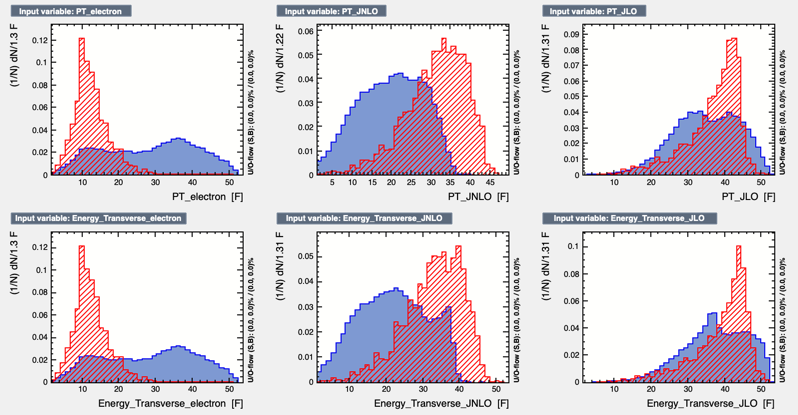 Input variable: PT_electron
(1/N) dN/1.3 F
0.12
0.1
0.08
0.06
0.04
0.02
0
10 20 30 40 50
PT_electron [F]
U/O-flow (S,B): (0.0, 0.0)% / (0.0, 0.0)%
Input variable: PT_JNLO
(1/N) dN/1.22 F
0.06
0.05
0.04
0.03
0.02
0.01
0
5 10 15 20 25 30 35 40 45
PT_JNLO [F]
U/O-flow (S,B): (0.0, 0.0)% / (0.0, 0.0)%
Input variable: PT_JLO
(1/N) dN/1.31 F
0.09
0.08
0.07
0.06
0.05
0.04
0.03
0.02
0.01
0
10 20 30 40 50
PT_JLO [F]
U/O-flow (S,B): (0.0, 0.0)% / (0.0, 0.0)%
Input variable: Energy_Transverse_electron
(1/N) dN/1.3 F
0.12
0.1
0.08
0.06
0.04
0.02
0
10 20 30 40 50
Energy_Transverse_electron [F]
U/O-flow (S,B): (0.0, 0.0)% / (0.0, 0.0)%
Input variable: Energy_Transverse_JNLO
(1/N) dN/1.31 F
0.05
0.04
0.03
0.02
0.01
0
10 20 30 40 50
Energy_Transverse_JNLO [F]
U/O-flow (S,B): (0.0, 0.0)% / (0.0, 0.0)%
Input variable: Energy_Transverse_JLO
(1/N) dN/1.31 F
0.1
0.08
0.06
0.04
0.02
0
10 20 30 40 50
Energy_Transverse_JLO [F]
U/O-flow (S,B): (0.0, 0.0)% / (0.0, 0.0)%